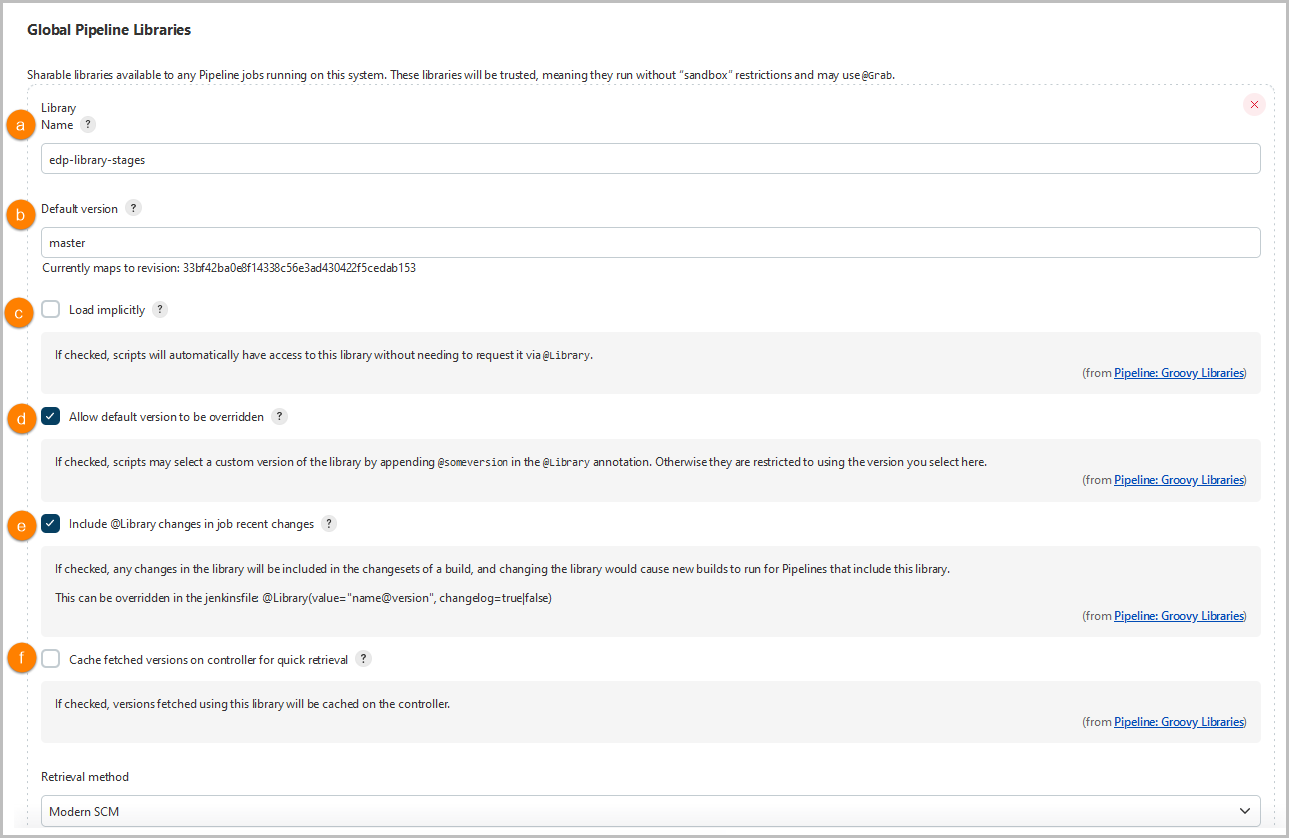 Global Pipeline Libraries
Sharable libraries available to any Pipeline jobs running on this system. These libraries will be trusted, meaning they run without “sandbox” restrictions and may use @Grab.
Library
a
Name ?
edp-library-stages
b
Default version ?
master
Currently maps to revision: 33bf42ba0e8f14338c56e3ad430422f5cedab153
c
Load implicitly ?
If checked, scripts will automatically have access to this library without needing to request it via @Library.
(from Pipeline: Groovy Libraries)
d
Allow default version to be overridden ?
If checked, scripts may select a custom version of the library by appending @someversion in the @Library annotation. Otherwise they are restricted to using the version you select here.
(from Pipeline: Groovy Libraries)
e
Include @Library changes in job recent changes ?
If checked, any changes in the library will be included in the changesets of a build, and changing the library would cause new builds to run for Pipelines that include this library.
This can be overridden in the jenkinsfile: @Library(value="name@version", changelog=true|false)
(from Pipeline: Groovy Libraries)
f
Cache fetched versions on controller for quick retrieval ?
If checked, versions fetched using this library will be cached on the controller.
(from Pipeline: Groovy Libraries)
Retrieval method
Modern SCM